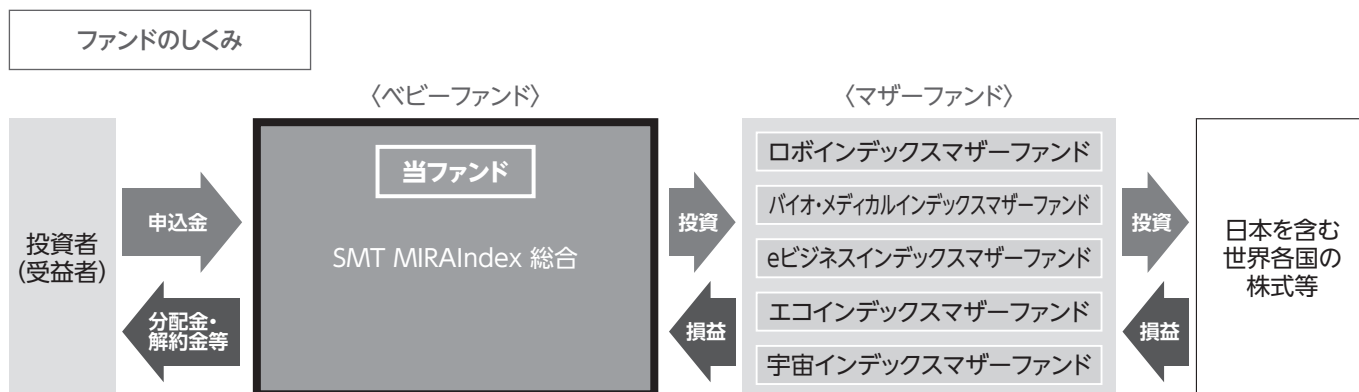 ファンドのしくみ
〈ベビーファンド〉
〈マザーファンド〉
投資者
(受益者)
申込金
分配金・
解約金等
当ファンド
SMT MIRAIndex 総合
投資
損益
ロボインデックスマザーファンド
バイオ・メディカルインデックスマザーファンド
eビジネスインデックスマザーファンド
エコインデックスマザーファンド
宇宙インデックスマザーファンド
投資
損益
日本を含む
世界各国の
株式等